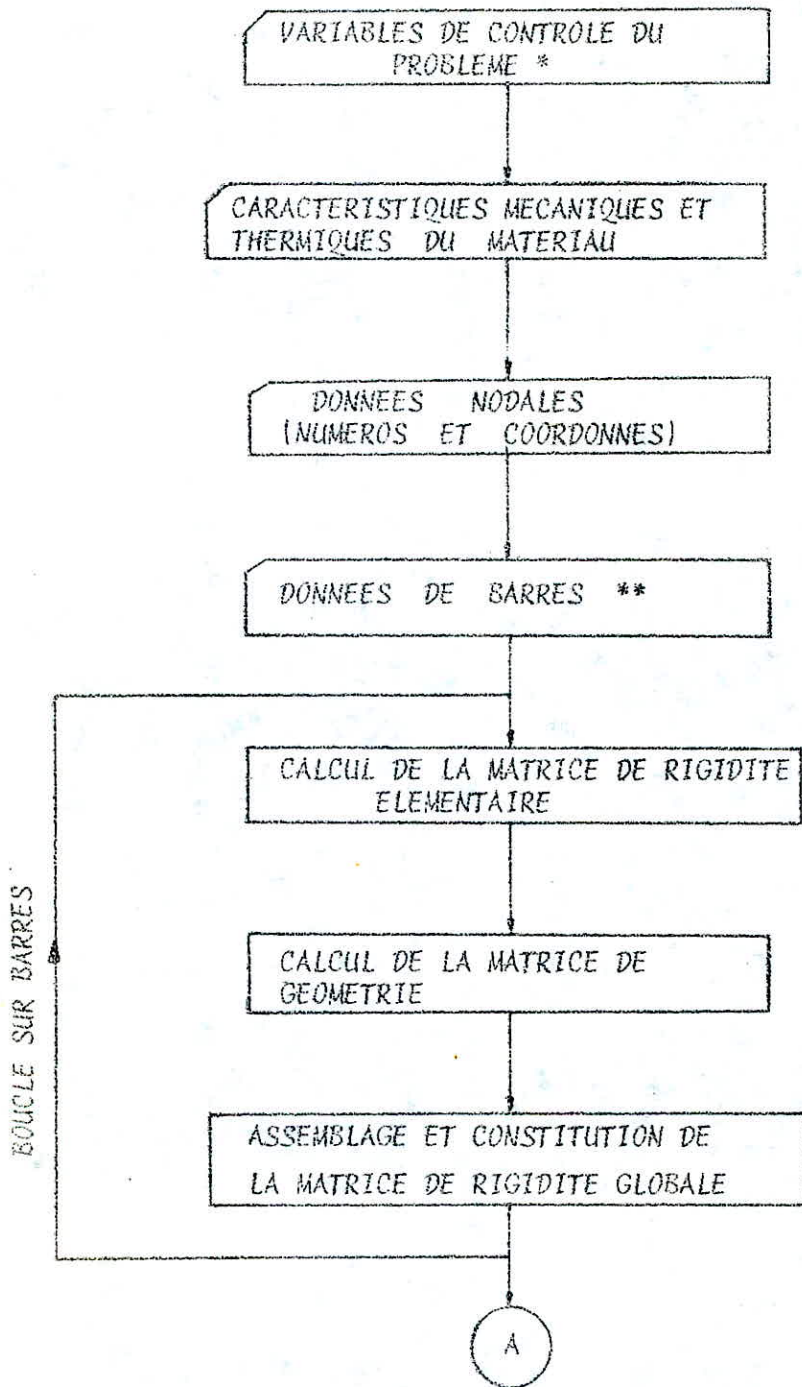 VARIABLES DE CONTROLE DU
PROBLEME *
CARACTERISTIQUES MECANIQUES ET
THERMIQUES DU MATERIAU
DONNEES NODALES
(NUMEROS ET COORDONNES)
DONNEES DE BARRES **
CALCUL DE LA MATRICE DE RIGIDITE
ELEMENTAIRE
CALCUL DE LA MATRICE DE
GEOMETRIE
ASSEMBLAGE ET CONSTITUTION DE
LA MATRICE DE RIGIDITE GLOBALE
BOUCLE SUR BARRES
A